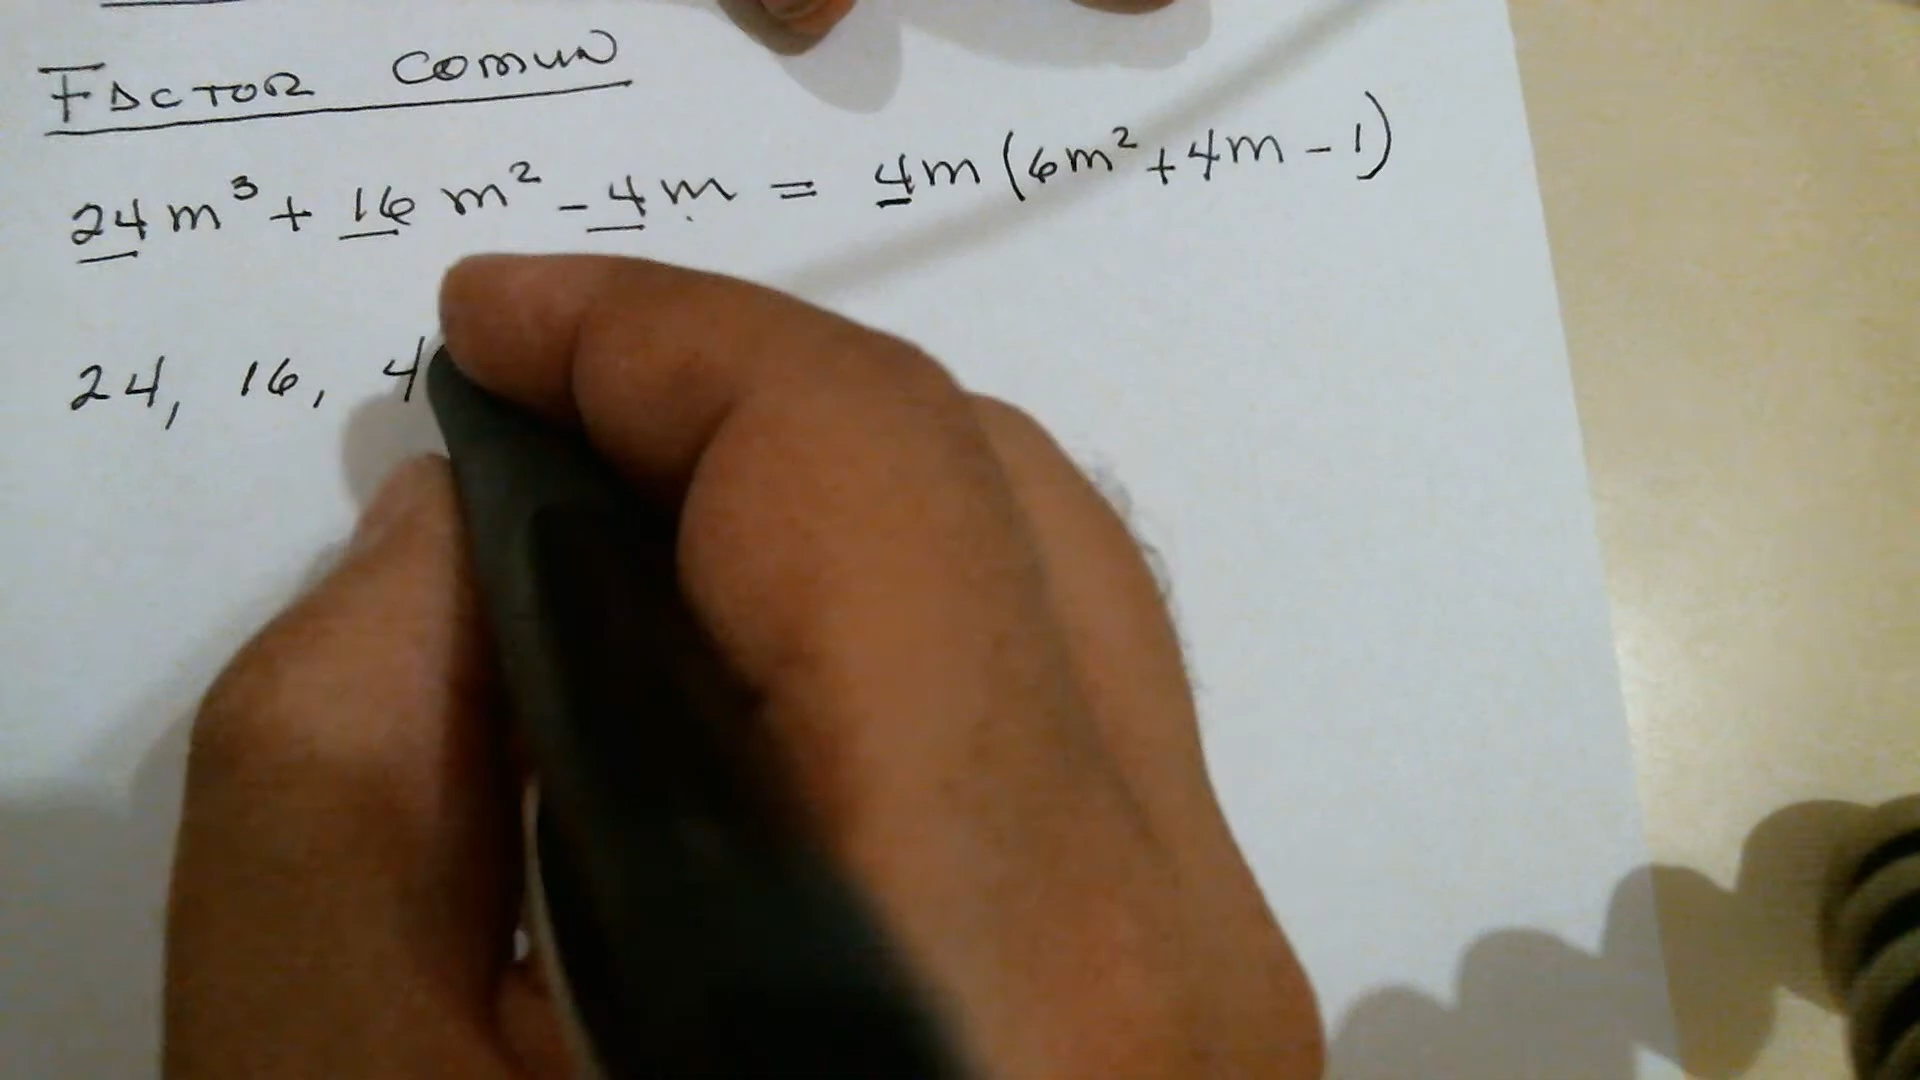 FACTOR COMUN
24m³ + 16m² - 4m = 4m (6m² + 4m - 1)
24, 16, 4